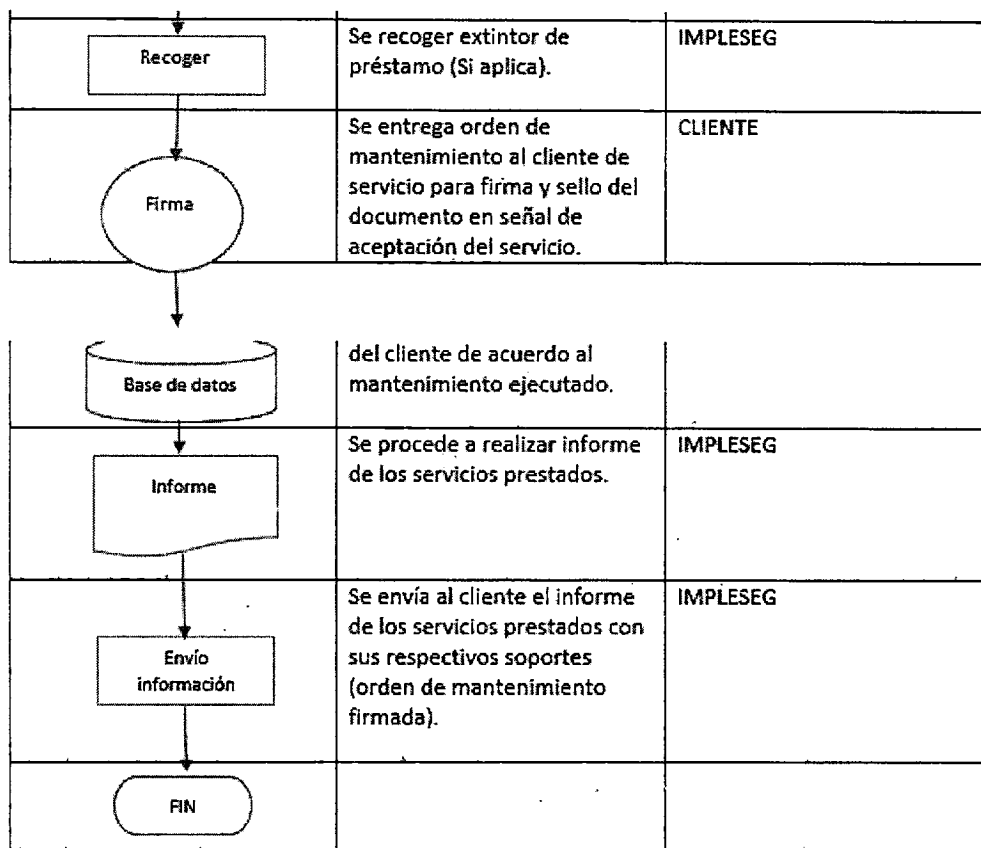 Recoger
Se recoger extintor de
préstamo (Si aplica).
IMPLESEG
Firma
Se entrega orden de
mantenimiento al cliente de
servicio para firma y sello del
documento en señal de
aceptación del servicio.
CLIENTE
Base de datos
del cliente de acuerdo al
mantenimiento ejecutado.
Informe
Se procede a realizar informe
de los servicios prestados.
IMPLESEG
Envío
información
Se envía al cliente el informe
de los servicios prestados con
sus respectivos soportes
(orden de mantenimiento
firmada).
IMPLESEG
FIN